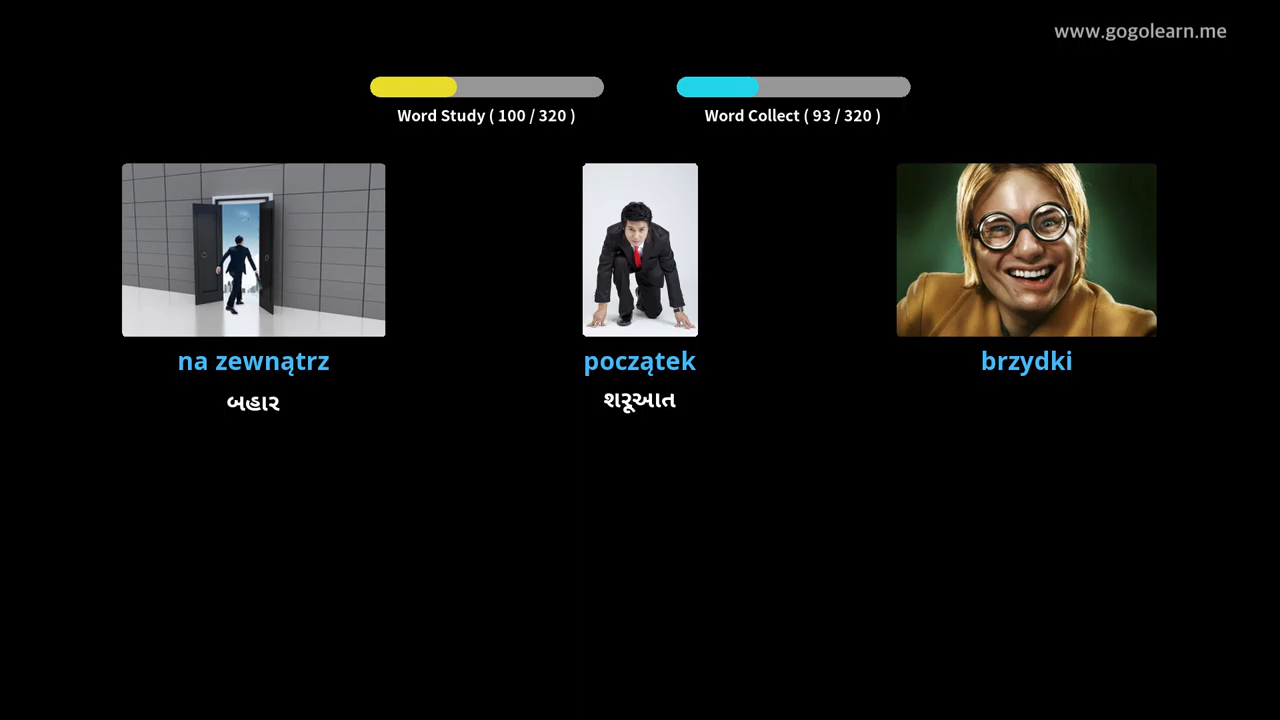 www.gogolearn.me
Word Study ( 100 / 320 )
Word Collect ( 93 / 320 )
na zewnątrz
początek
brzydki
બહાર
શરૂઆત